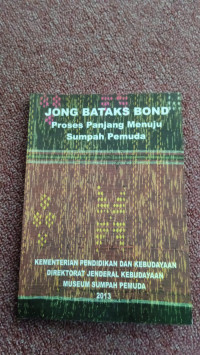 JONG BATAKS BOND
Proses Panjang Menuju
Sumpah Pemuda
KEMENTERIAN PENDIDIKAN DAN KEBUDAYAAN
DIREKTORAT JENDERAL KEBUDAYAAN
MUSEUM SUMPAH PEMUDA
2013